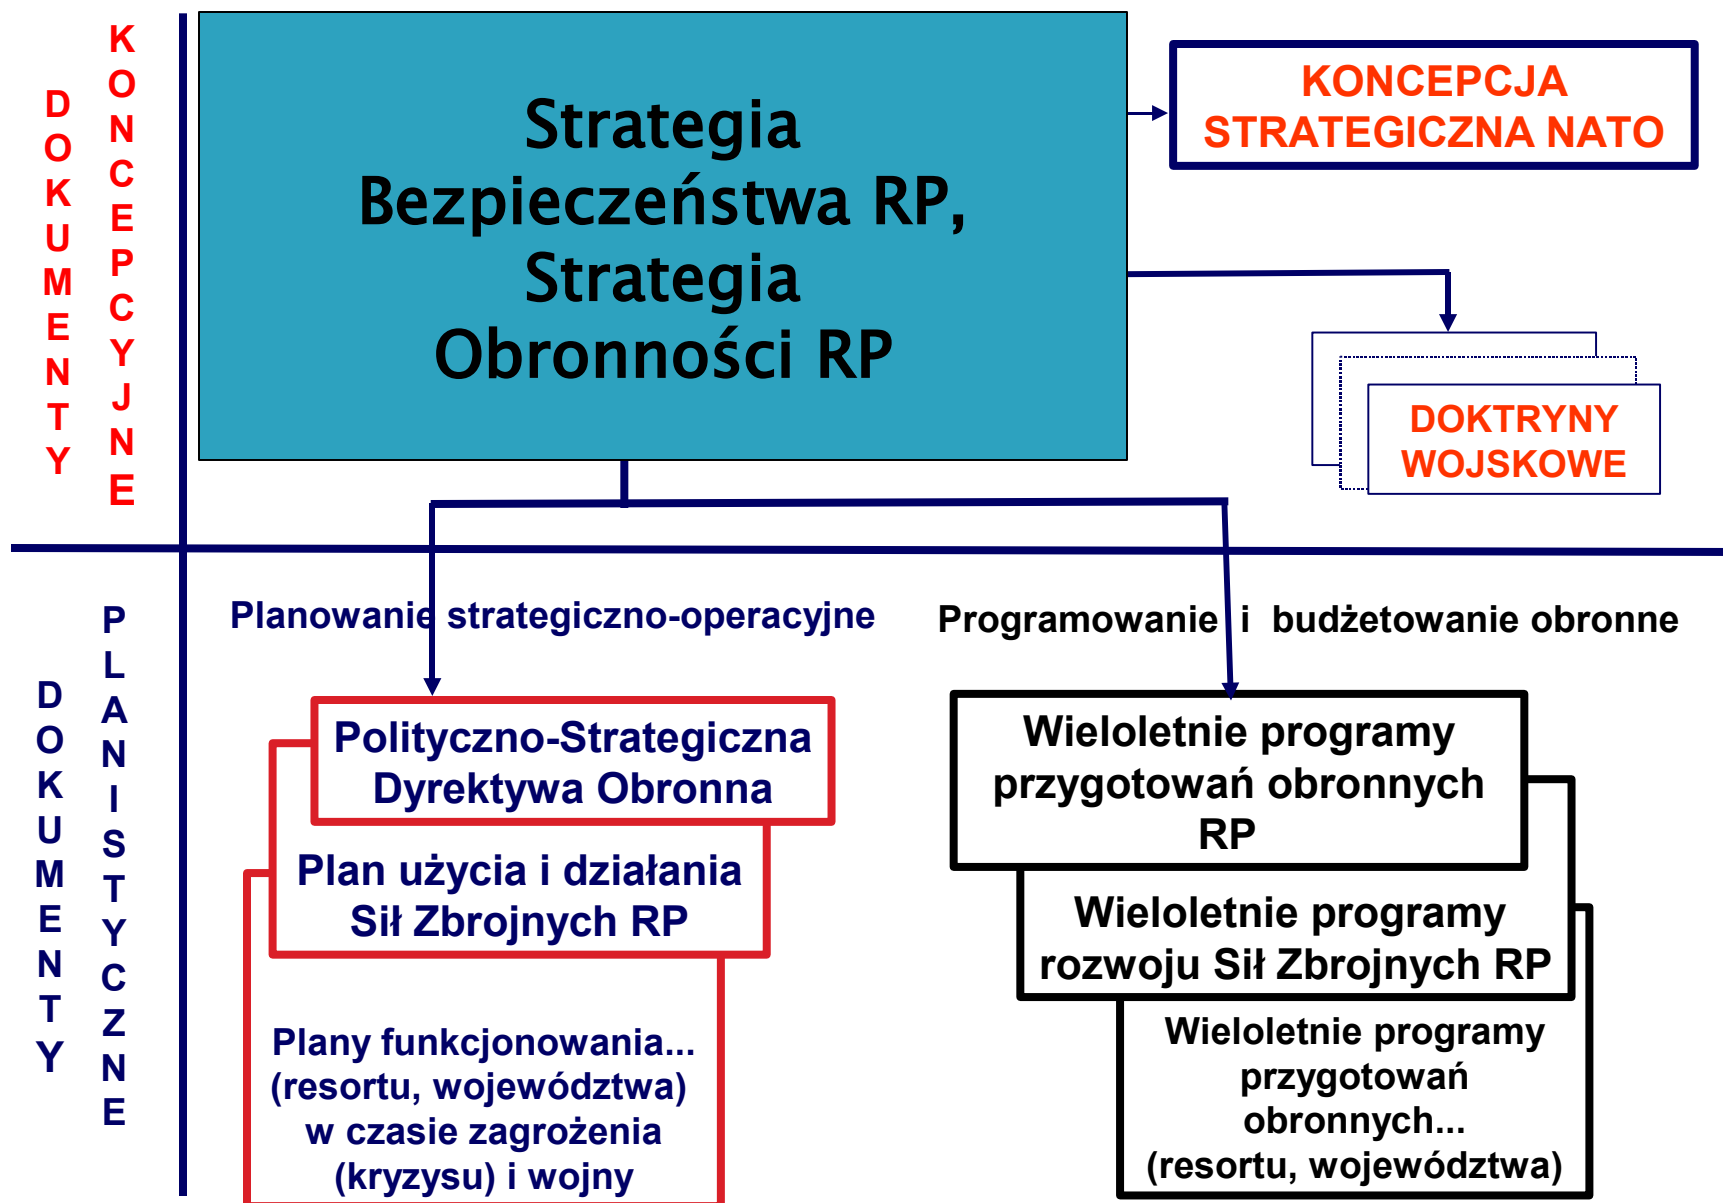 DOKUMENTY
KONCEPCYJNE
Strategia
Bezpieczeństwa RP,
Strategia
Obronności RP
KONCEPCJA
STRATEGICZNA NATO
DOKTRYNY
WOJSKOWE
DOKUMENTY
PLANISTYCZNE
Planowanie strategiczno-operacyjne
Polityczno-Strategiczna
Dyrektywa Obronna
Plan użycia i działania
Sił Zbrojnych RP
Plany funkcjonowania...
(resortu, województwa)
w czasie zagrożenia
(kryzysu) i wojny
Programowanie i budżetowanie obronne
Wieloletnie programy
przygotowań obronnych
RP
Wieloletnie programy
rozwoju Sił Zbrojnych RP
Wieloletnie programy
przygotowań
obronnych...
(resortu, województwa)